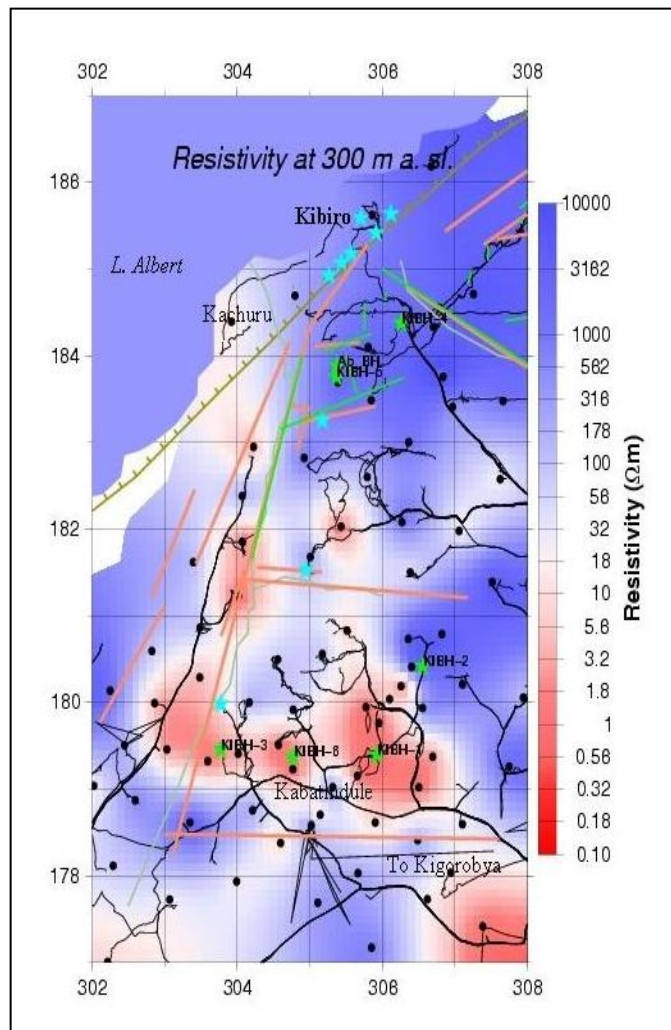 302 304 306 308
Resistivity at 300 m a. sl.
186
Kibiro
10000
L. Albert
3162
Kachuru
KIBH-4
1000
184
Ab_BH
562
KIBH-5
316
178
100
56
182
32
18
10
5.8
3.2
KIBH-2
1.8
180
1
KIBH-3
KIBH-6
0.56
Kabatindule
0.32
0.18
To Kigorobya
0.10
178
Resistivity (Ωm)
302 304 306 308